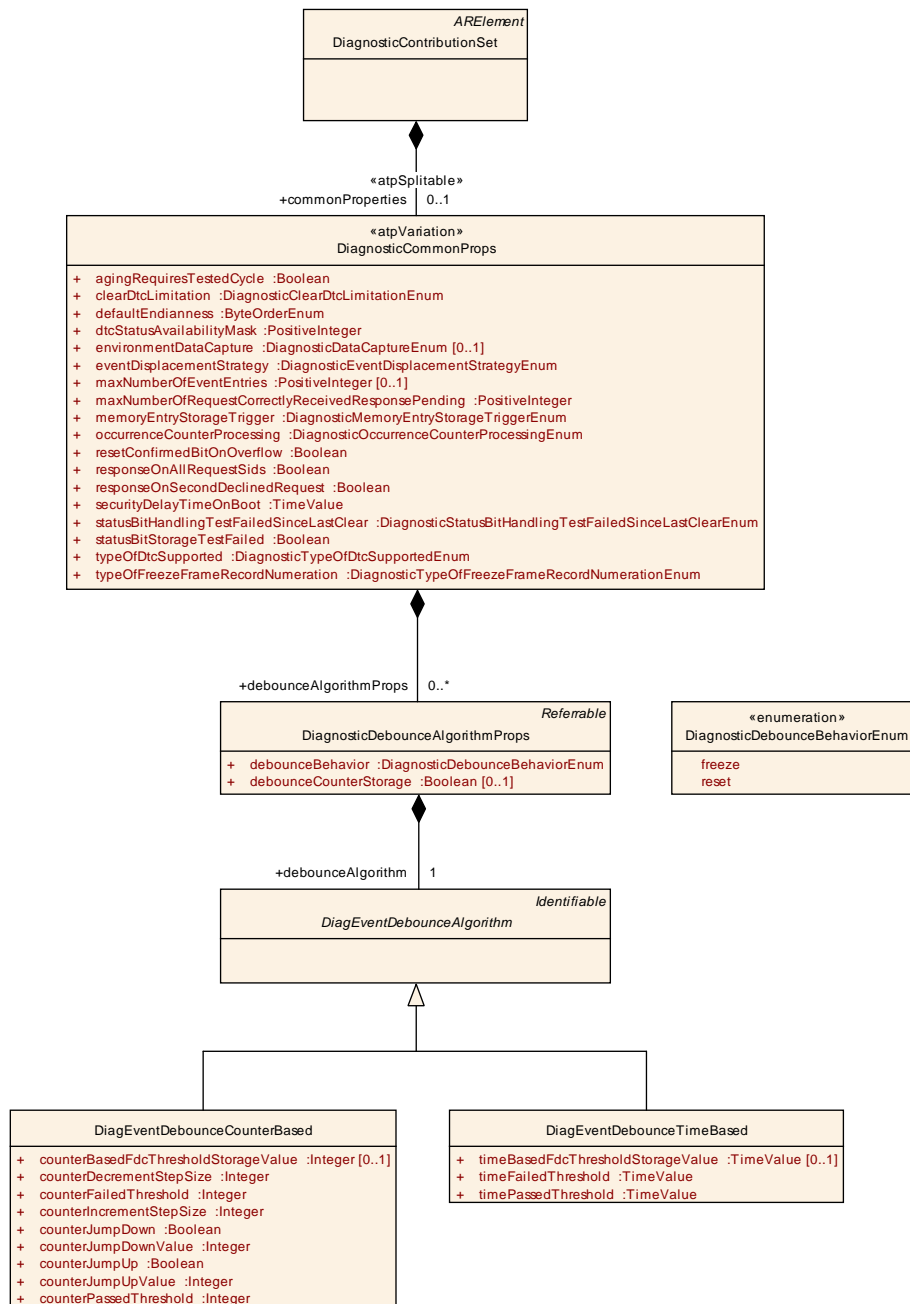 ARElement
DiagnosticContributionSet
«atpSplitable»
+commonProperties 0..1
«atpVariation»
DiagnosticCommonProps
+ agingRequiresTestedCycle :Boolean
+ clearDtcLimitation :DiagnosticClearDtcLimitationEnum
+ defaultEndianness :ByteOrderEnum
+ dtcStatusAvailabilityMask :PositiveInteger
+ environmentDataCapture :DiagnosticDataCaptureEnum [0..1]
+ eventDisplacementStrategy :DiagnosticEventDisplacementStrategyEnum
+ maxNumberOfEventEntries :PositiveInteger [0..1]
+ maxNumberOfRequestCorrectlyReceivedResponsePending :PositiveInteger
+ memoryEntryStorageTrigger :DiagnosticMemoryEntryStorageTriggerEnum
+ occurrenceCounterProcessing :DiagnosticOccurrenceCounterProcessingEnum
+ resetConfirmedBitOnOverflow :Boolean
+ responseOnAllRequestSids :Boolean
+ responseOnSecondDeclinedRequest :Boolean
+ securityDelayTimeOnBoot :TimeValue
+ statusBitHandlingTestFailedSinceLastClear :DiagnosticStatusBitHandlingTestFailedSinceLastClearEnum
+ statusBitStorageTestFailed :Boolean
+ typeOfDtcSupported :DiagnosticTypeOfDtcSupportedEnum
+ typeOfFreezeFrameRecordNumeration :DiagnosticTypeOfFreezeFrameRecordNumerationEnum
+debounceAlgorithmProps 0..*
Referrable
DiagnosticDebounceAlgorithmProps
+ debounceBehavior :DiagnosticDebounceBehaviorEnum
+ debounceCounterStorage :Boolean [0..1]
«enumeration»
DiagnosticDebounceBehaviorEnum
freeze
reset
+debounceAlgorithm 1
Identifiable
DiagEventDebounceAlgorithm
DiagEventDebounceCounterBased
+ counterBasedFdcThresholdStorageValue :Integer [0..1]
+ counterDecrementStepSize :Integer
+ counterFailedThreshold :Integer
+ counterIncrementStepSize :Integer
+ counterJumpDown :Boolean
+ counterJumpDownValue :Integer
+ counterJumpUp :Boolean
+ counterJumpUpValue :Integer
+ counterPassedThreshold :Integer
DiagEventDebounceTimeBased
+ timeBasedFdcThresholdStorageValue :TimeValue [0..1]
+ timeFailedThreshold :TimeValue
+ timePassedThreshold :TimeValue